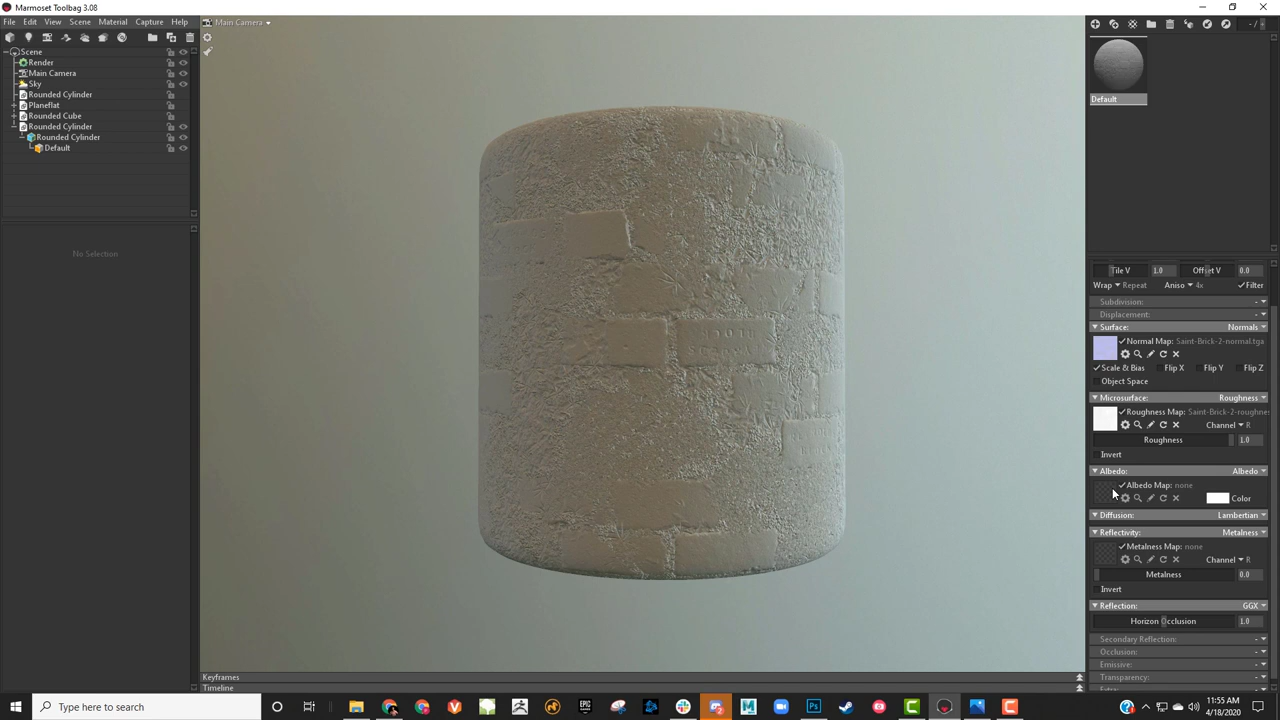 Marmoset Toolbag 3.08
File Edit View Scene Material Capture Help
Main Camera
- /
Scene
Render
Main Camera
Sky
Rounded Cylinder
Planeflat
Rounded Cube
Rounded Cylinder
Rounded Cylinder
Default
No Selection
Default
Tile V 1.0 Offset V 0.0
Wrap Repeat Aniso 4x Filter
Subdivision: -
Displacement: -
Surface: Normals
Normal Map: Saint-Brick-2-normal.tga
Scale & Bias Flip X Flip Y Flip Z
Object Space
Microsurface: Roughness
Roughness Map: Saint-Brick-2-roughne
Channel R
Roughness 1.0
Invert
Albedo: Albedo
Albedo Map: none
Color
Diffusion: Lambertian
Reflectivity: Metalness
Metalness Map: none
Channel R
Metalness 0.0
Invert
Reflection: GGX
Horizon Occlusion 1.0
Secondary Reflection: -
Occlusion: -
Emissive: -
Transparency: -
Keyframes
Timeline
Type here to search
11:55 AM
4/18/2020